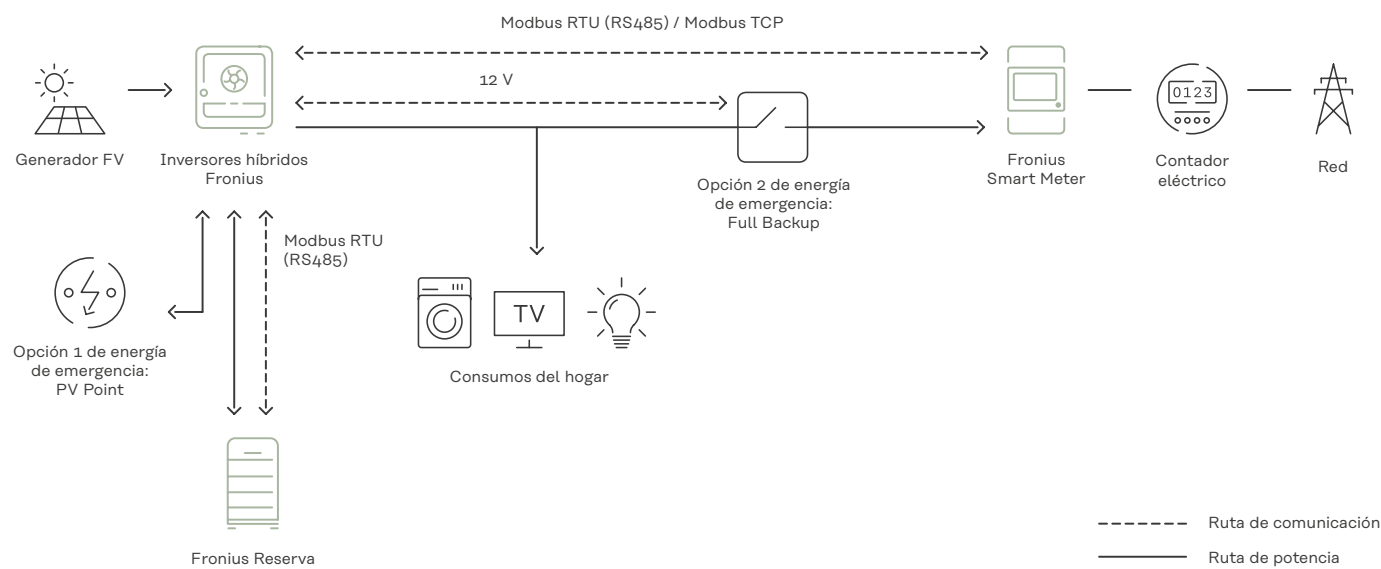 Modbus RTU (RS485) / Modbus TCP
12 V
0123
Generador FV
Inversores híbridos
Fronius
Opción 2 de energía
de emergencia:
Full Backup
Fronius
Smart Meter
Contador
eléctrico
Red
Modbus RTU
(RS485)
TV
Opción 1 de energía
de emergencia:
PV Point
Consumos del hogar
Fronius Reserva
Ruta de comunicación
Ruta de potencia